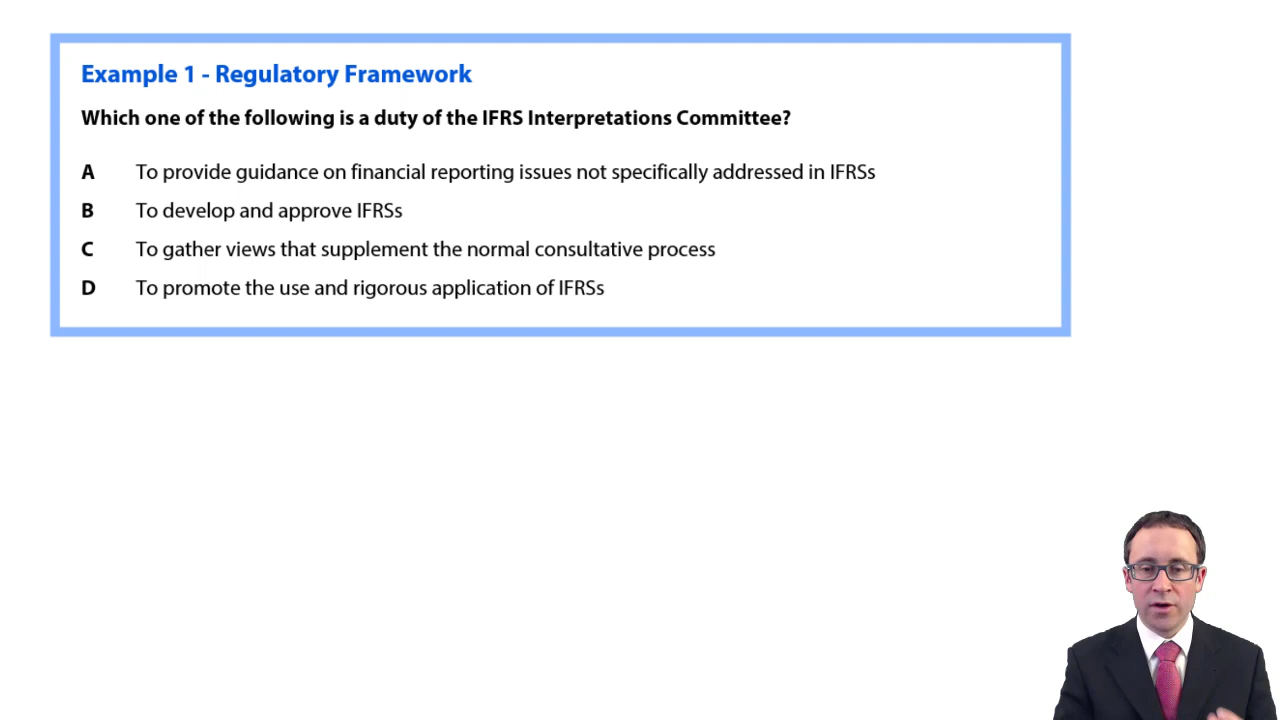 Example 1 - Regulatory Framework
Which one of the following is a duty of the IFRS Interpretations Committee?
A To provide guidance on financial reporting issues not specifically addressed in IFRSs
B To develop and approve IFRSs
C To gather views that supplement the normal consultative process
D To promote the use and rigorous application of IFRSs